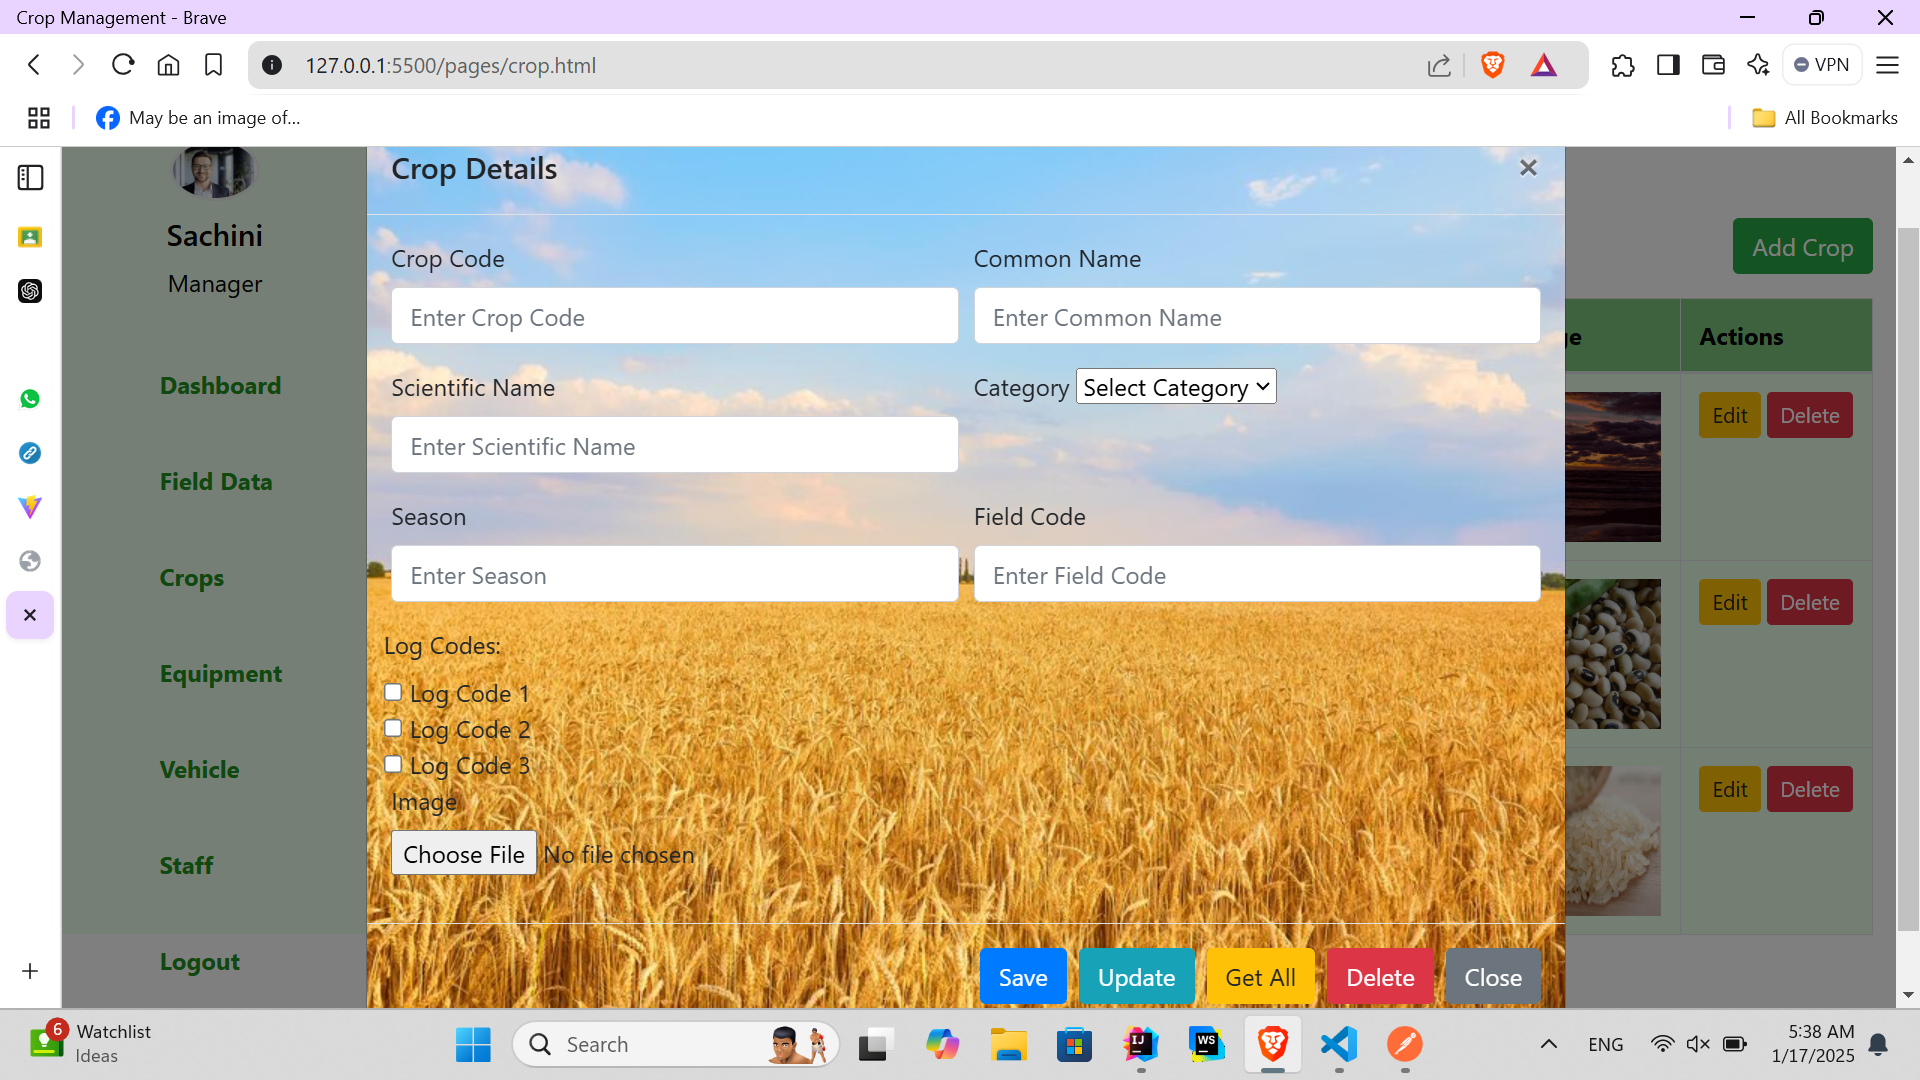 Crop Management - Brave
127.0.0.1:5500/pages/crop.html
VPN
May be an image of...
All Bookmarks
Sachini
Manager
Dashboard
Field Data
Crops
Equipment
Vehicle
Staff
Logout
Crop Details
Crop Code
Common Name
Enter Crop Code
Enter Common Name
Scientific Name
Category Select Category
Enter Scientific Name
Season
Field Code
Enter Season
Enter Field Code
Log Codes:
Log Code 1
Log Code 2
Log Code 3
Image
Choose File No file chosen
Save Update Get All Delete Close
Add Crop
Actions
Edit Delete
Edit Delete
Edit Delete
6
Watchlist
Ideas
Search
IJ
WS
ENG
5:38 AM
1/17/2025